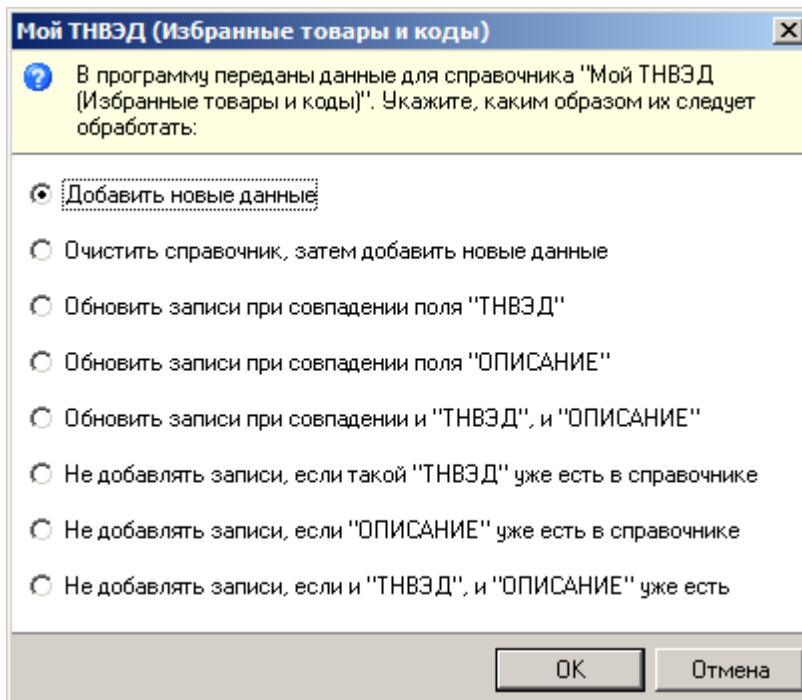 Мой ТНВЭД (Избранные товары и коды)
В программу переданы данные для справочника "Мой ТНВЭД
(Избранные товары и коды)". Укажите, каким образом их следует
обработать:
Добавить новые данные
Очистить справочник, затем добавить новые данные
Обновить записи при совпадении поля "ТНВЭД"
Обновить записи при совпадении поля "ОПИСАНИЕ"
Обновить записи при совпадении и "ТНВЭД", и "ОПИСАНИЕ"
Не добавлять записи, если такой "ТНВЭД" уже есть в справочнике
Не добавлять записи, если "ОПИСАНИЕ" уже есть в справочнике
Не добавлять записи, если и "ТНВЭД", и "ОПИСАНИЕ" уже есть
OK Отмена